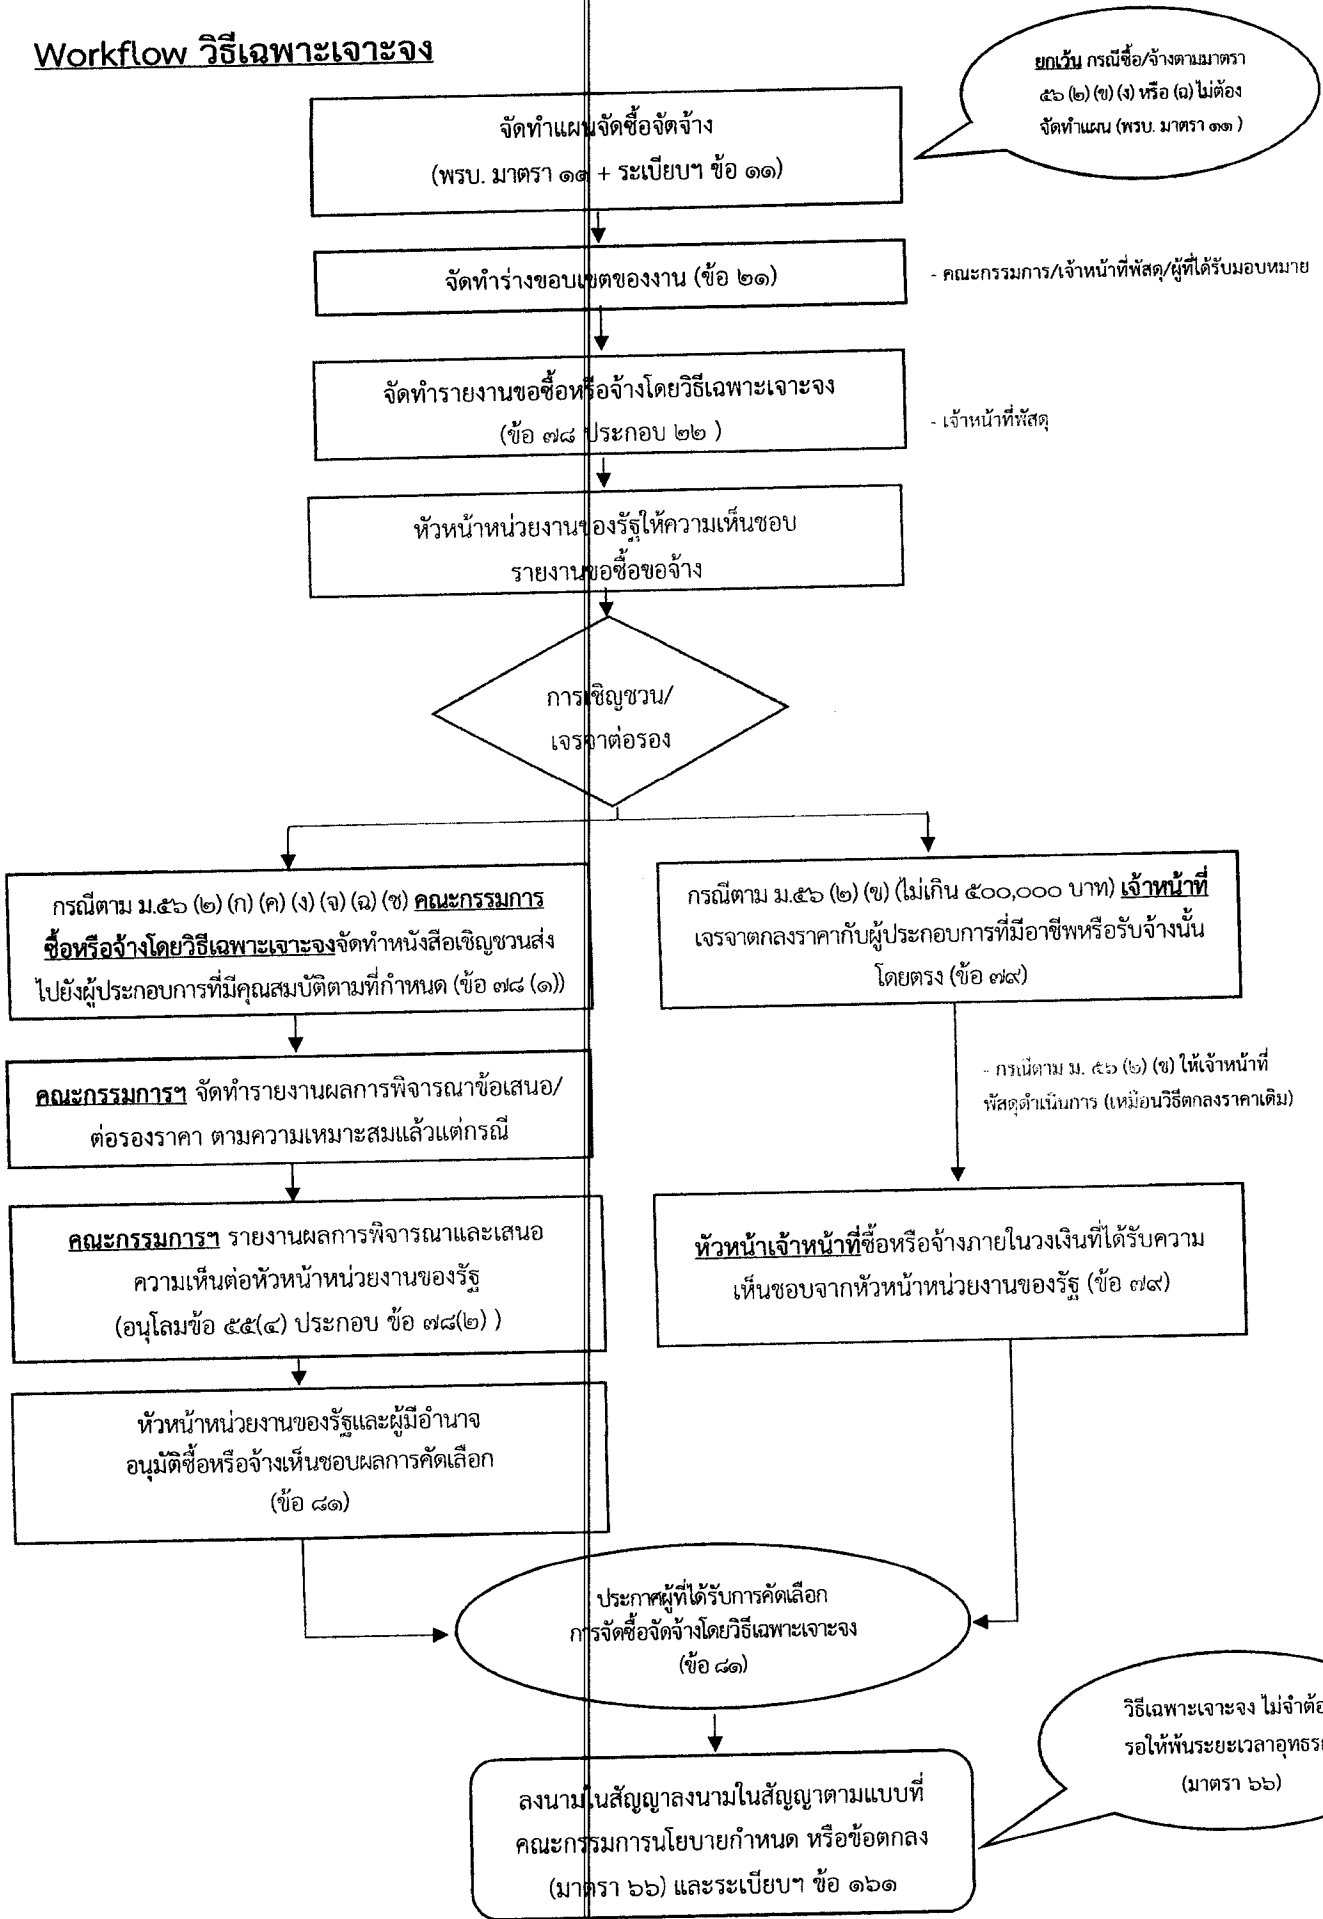 Workflow วิธีเฉพาะเจาะจง
ยกเว้น กรณีซื้อ/จ้างตามมาตรา
๕๖ (๒) (ข) (ง) หรือ (ฉ) ไม่ต้อง
จัดทำแผน (พรบ. มาตรา ๑๑ )
จัดทำแผนจัดซื้อจัดจ้าง
(พรบ. มาตรา ๑๑ + ระเบียบฯ ข้อ ๑๑)
จัดทำร่างขอบเขตของงาน (ข้อ ๒๑)
- คณะกรรมการ/เจ้าหน้าที่พัสดุ/ผู้ที่ได้รับมอบหมาย
จัดทำรายงานขอซื้อหรือจ้างโดยวิธีเฉพาะเจาะจง
(ข้อ ๗๘ ประกอบ ๒๒ )
- เจ้าหน้าที่พัสดุ
หัวหน้าหน่วยงานของรัฐให้ความเห็นชอบ
รายงานขอซื้อขอจ้าง
การเชิญชวน/
เจรจาต่อรอง
กรณีตาม ม.๕๖ (๒) (ก) (ค) (ง) (จ) (ฉ) (ช) คณะกรรมการ
ซื้อหรือจ้างโดยวิธีเฉพาะเจาะจงจัดทำหนังสือเชิญชวนส่ง
ไปยังผู้ประกอบการที่มีคุณสมบัติตามที่กำหนด (ข้อ ๗๘ (๑))
กรณีตาม ม.๕๖ (๒) (ข) (ไม่เกิน ๕๐๐,๐๐๐ บาท) เจ้าหน้าที่
เจรจาตกลงราคากับผู้ประกอบการที่มีอาชีพหรือรับจ้างนั้น
โดยตรง (ข้อ ๗๙)
คณะกรรมการฯ จัดทำรายงานผลการพิจารณาข้อเสนอ/
ต่อรองราคา ตามความเหมาะสมแล้วแต่กรณี
- กรณีตาม ม. ๕๖ (๒) (ข) ให้เจ้าหน้าที่
พัสดุดำเนินการ (เหมือนวิธีตกลงราคาเดิม)
คณะกรรมการฯ รายงานผลการพิจารณาและเสนอ
ความเห็นต่อหัวหน้าหน่วยงานของรัฐ
(อนุโลมข้อ ๕๕(๔) ประกอบ ข้อ ๗๘(๒) )
หัวหน้าเจ้าหน้าที่ซื้อหรือจ้างภายในวงเงินที่ได้รับความ
เห็นชอบจากหัวหน้าหน่วยงานของรัฐ (ข้อ ๗๙)
หัวหน้าหน่วยงานของรัฐและผู้มีอำนาจ
อนุมัติซื้อหรือจ้างเห็นชอบผลการคัดเลือก
(ข้อ ๘๑)
ประกาศผู้ที่ได้รับการคัดเลือก
การจัดซื้อจัดจ้างโดยวิธีเฉพาะเจาะจง
(ข้อ ๘๑)
วิธีเฉพาะเจาะจง ไม่จำต้อ
รอให้พ้นระยะเวลาอุทธร
(มาตรา ๖๖)
ลงนามในสัญญาลงนามในสัญญาตามแบบที่
คณะกรรมการนโยบายกำหนด หรือข้อตกลง
(มาตรา ๖๖) และระเบียบฯ ข้อ ๑๖๑